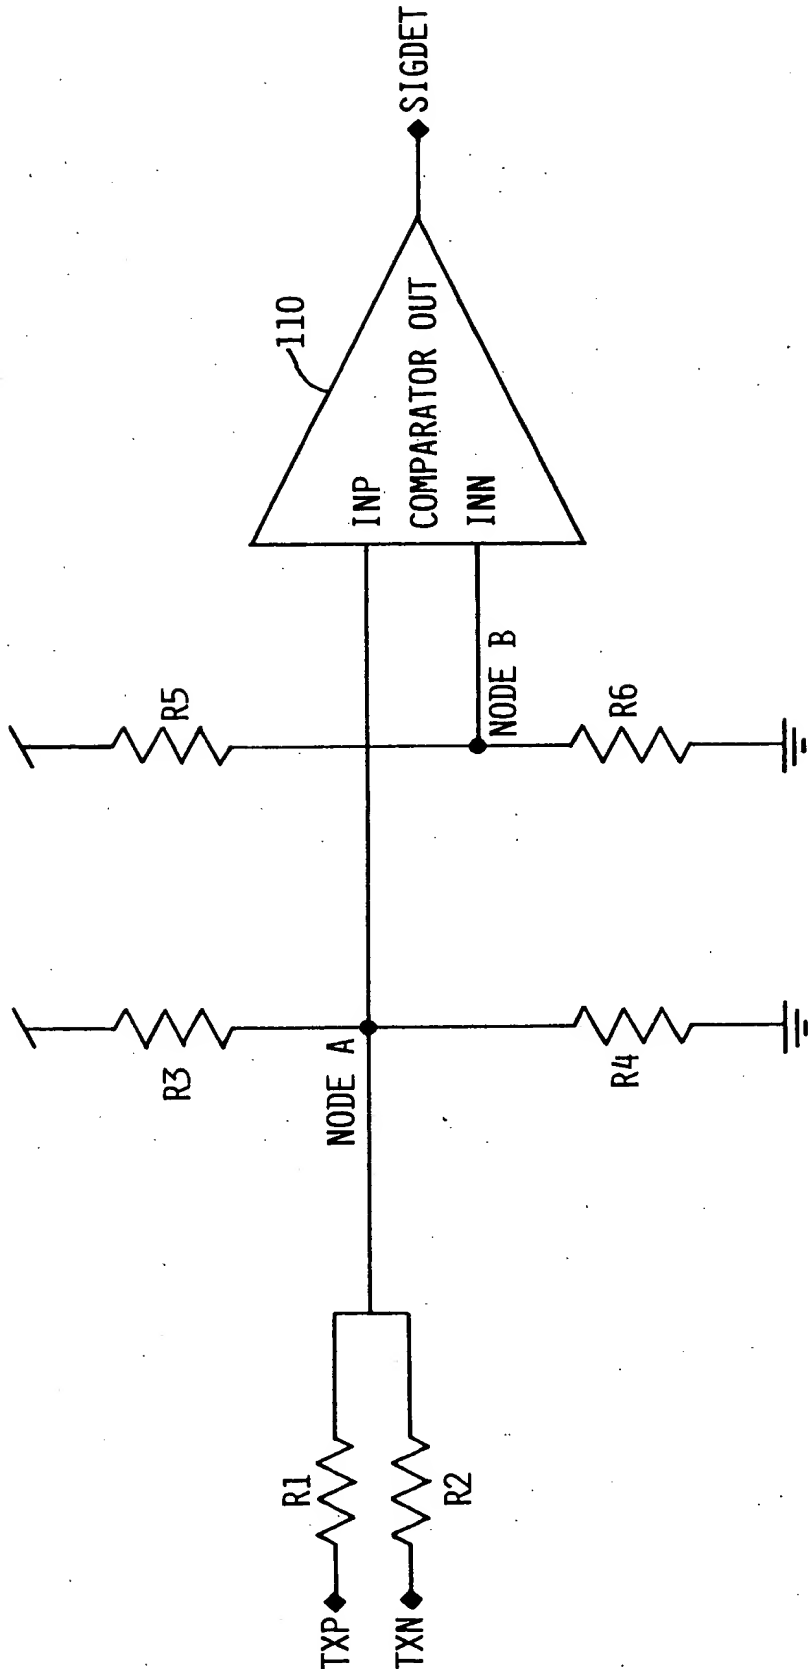 TXP
TXN
R1
R2
NODE A
R3
R4
R5
R6
NODE B
INP
COMPARATOR OUT
INN
110
SIGDET